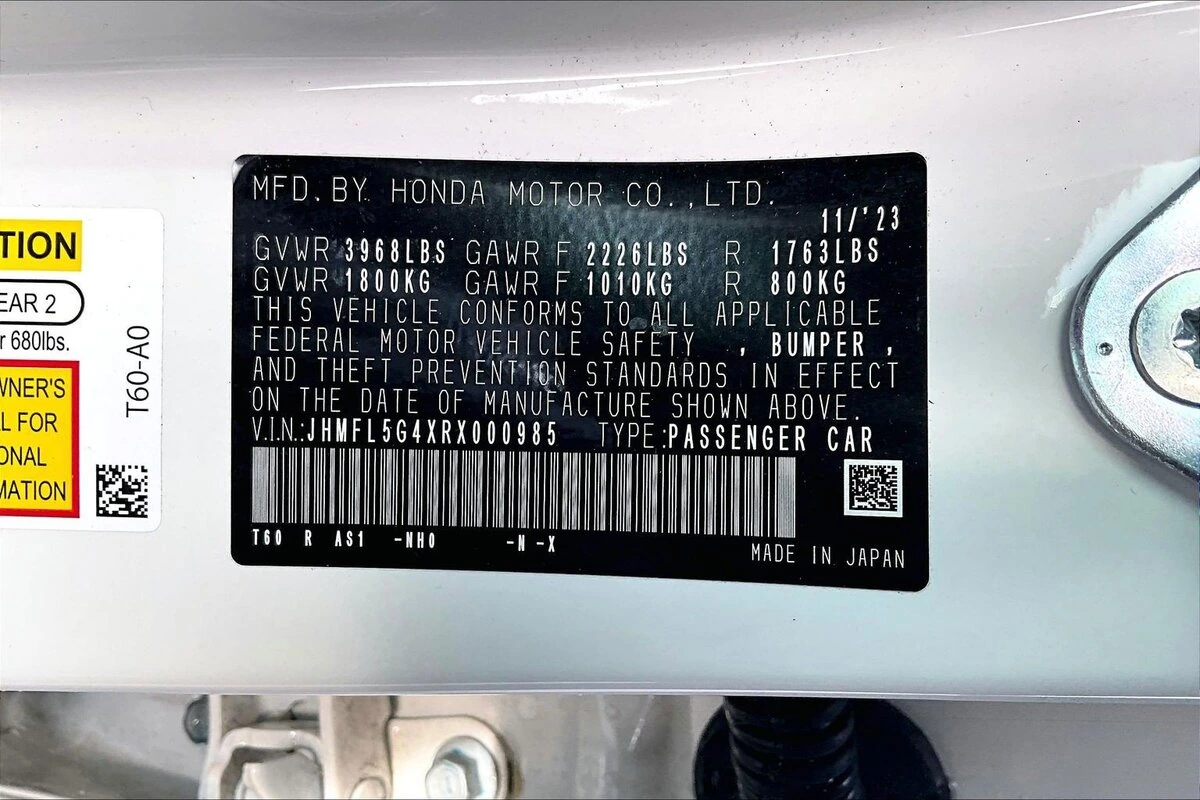 MFD. BY HONDA MOTOR CO., LTD.
11/'23
GVWR 3968LBS GAWR F 2226LBS R 1763LBS
GVWR 1800KG GAWR F 1010KG R 800KG
THIS VEHICLE CONFORMS TO ALL APPLICABLE
FEDERAL MOTOR VEHICLE SAFETY , BUMPER ,
AND THEFT PREVENTION STANDARDS IN EFFECT
ON THE DATE OF MANUFACTURE SHOWN ABOVE.
V.I.N.:JHMFL5G4XRX000985 TYPE:PASSENGER CAR
T60 R AS1 -NH0 -N -X
MADE IN JAPAN
TION
EAR 2
r 680lbs.
WNER'S
L FOR
ONAL
MATION
T60-A0